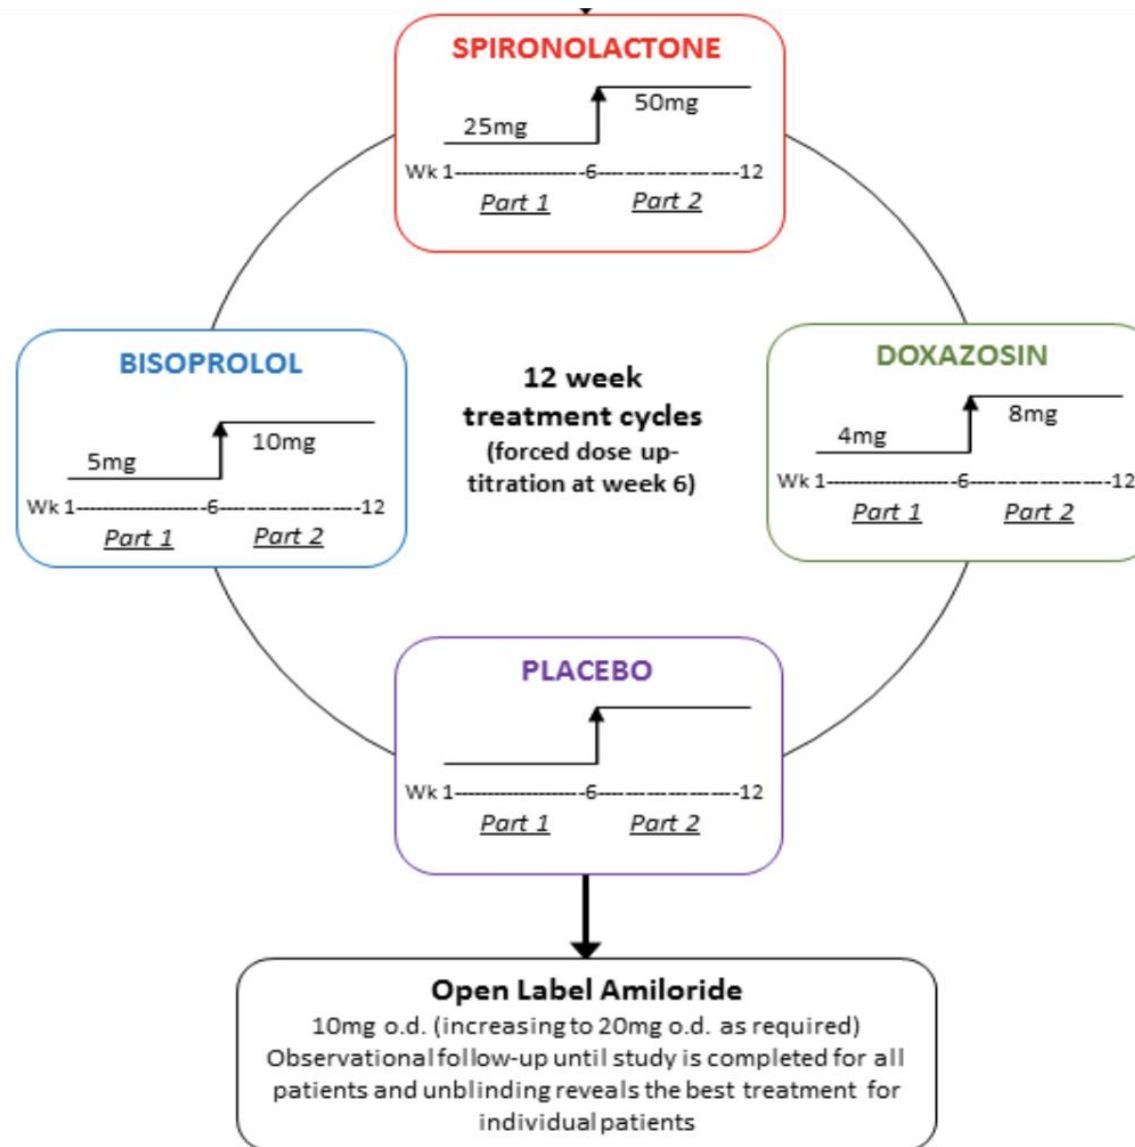 SPIRONOLACTONE
50mg
25mg
Wk 1--------------------6----------------------12
Part 1 Part 2
BISOPROLOL
10mg
5mg
Wk 1--------------------6----------------------12
Part 1 Part 2
12 week
treatment cycles
(forced dose up-
titration at week 6)
DOXAZOSIN
8mg
4mg
Wk 1--------------------6----------------------12
Part 1 Part 2
PLACEBO
Wk 1--------------------6----------------------12
Part 1 Part 2
Open Label Amiloride
10mg o.d. (increasing to 20mg o.d. as required)
Observational follow-up until study is completed for all
patients and unblinding reveals the best treatment for
individual patients